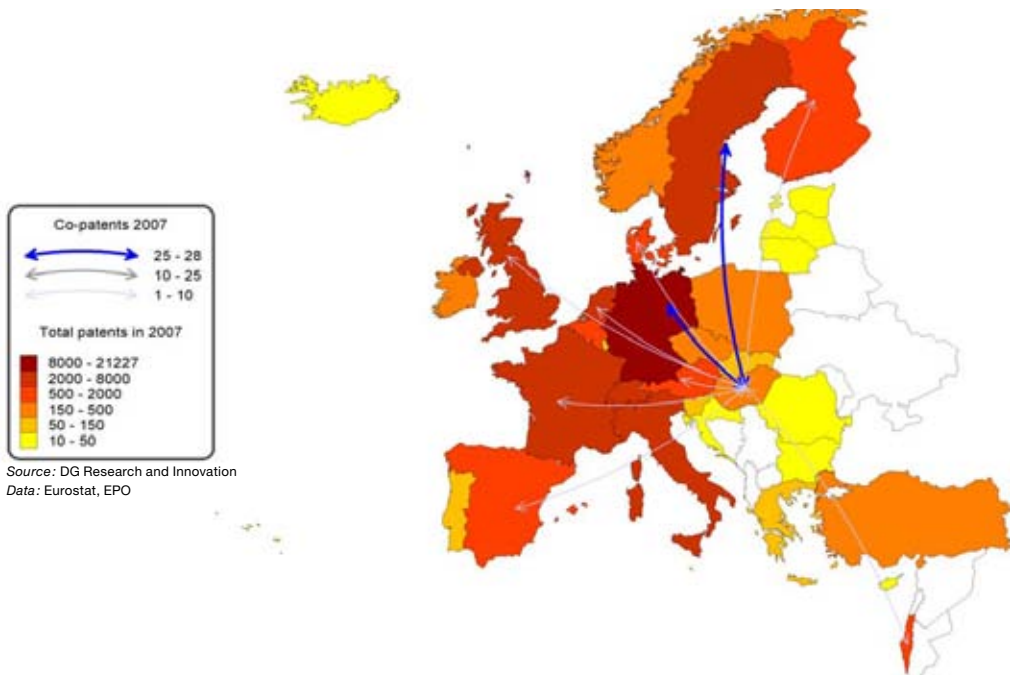 Co-patents 2007
25 - 28
10 - 25
1 - 10
Total patents in 2007
8000 - 21227
2000 - 8000
500 - 2000
150 - 500
50 - 150
10 - 50
Source: DG Research and Innovation
Data: Eurostat, EPO